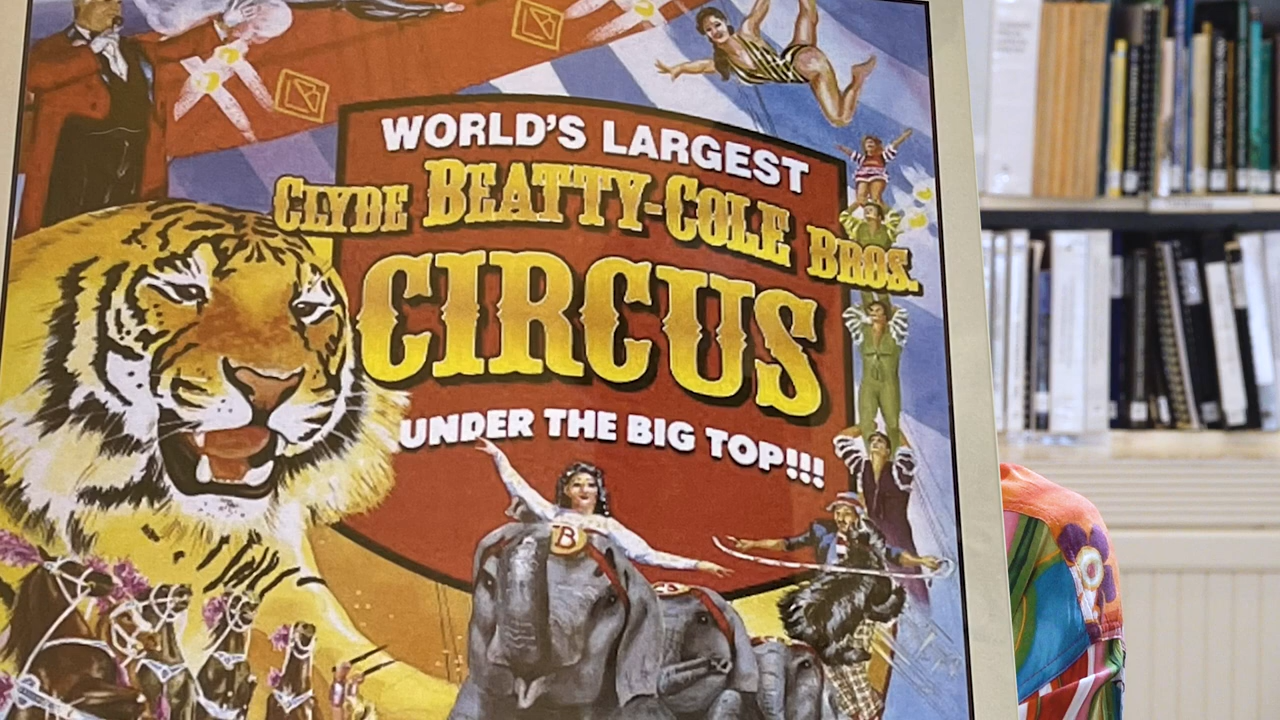 WORLD'S LARGEST
CLYDE BEATTY-COLE BROS.
CIRCUS
UNDER THE BIG TOP!!!
B